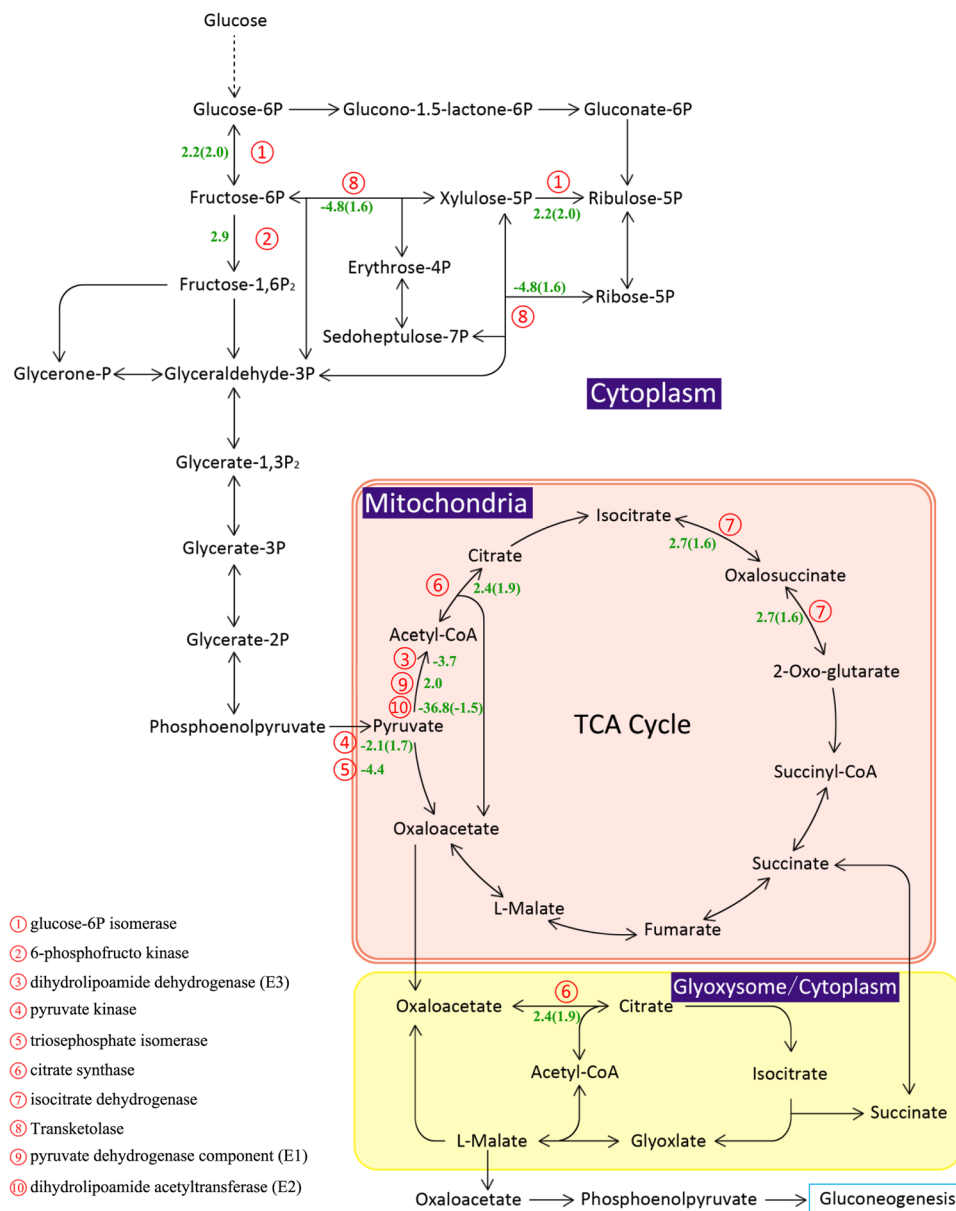 Glucose
Glucose-6P
Glucono-1.5-lactone-6P
Gluconate-6P
2.2(2.0)
①
Fructose-6P
⑧
-4.8(1.6)
Xylulose-5P
①
2.2(2.0)
Ribulose-5P
2.9
②
Erythrose-4P
Fructose-1,6P₂
-4.8(1.6)
Ribose-5P
⑧
Sedoheptulose-7P
Glycerone-P
Glyceraldehyde-3P
Cytoplasm
Glycerate-1,3P₂
Mitochondria
Isocitrate
⑦
2.7(1.6)
Glycerate-3P
Citrate
Oxalosuccinate
⑥
2.4(1.9)
2.7(1.6)
⑦
Glycerate-2P
Acetyl-CoA
③
-3.7
⑨
2.0
⑩
-36.8(-1.5)
2-Oxo-glutarate
Phosphoenolpyruvate
Pyruvate
TCA Cycle
④
-2.1(1.7)
⑤
-4.4
Succinyl-CoA
Oxaloacetate
Succinate
L-Malate
Fumarate
① glucose-6P isomerase
② 6-phosphofructo kinase
③ dihydrolipoamide dehydrogenase (E3)
④ pyruvate kinase
⑤ triosephosphate isomerase
⑥ citrate synthase
⑦ isocitrate dehydrogenase
⑧ Transketolase
⑨ pyruvate dehydrogenase component (E1)
⑩ dihydrolipoamide acetyltransferase (E2)
Glyoxysome/Cytoplasm
Oxaloacetate
⑥
2.4(1.9)
Citrate
Acetyl-CoA
Isocitrate
Succinate
L-Malate
Glyoxlate
Oxaloacetate
Phosphoenolpyruvate
Gluconeogenesis